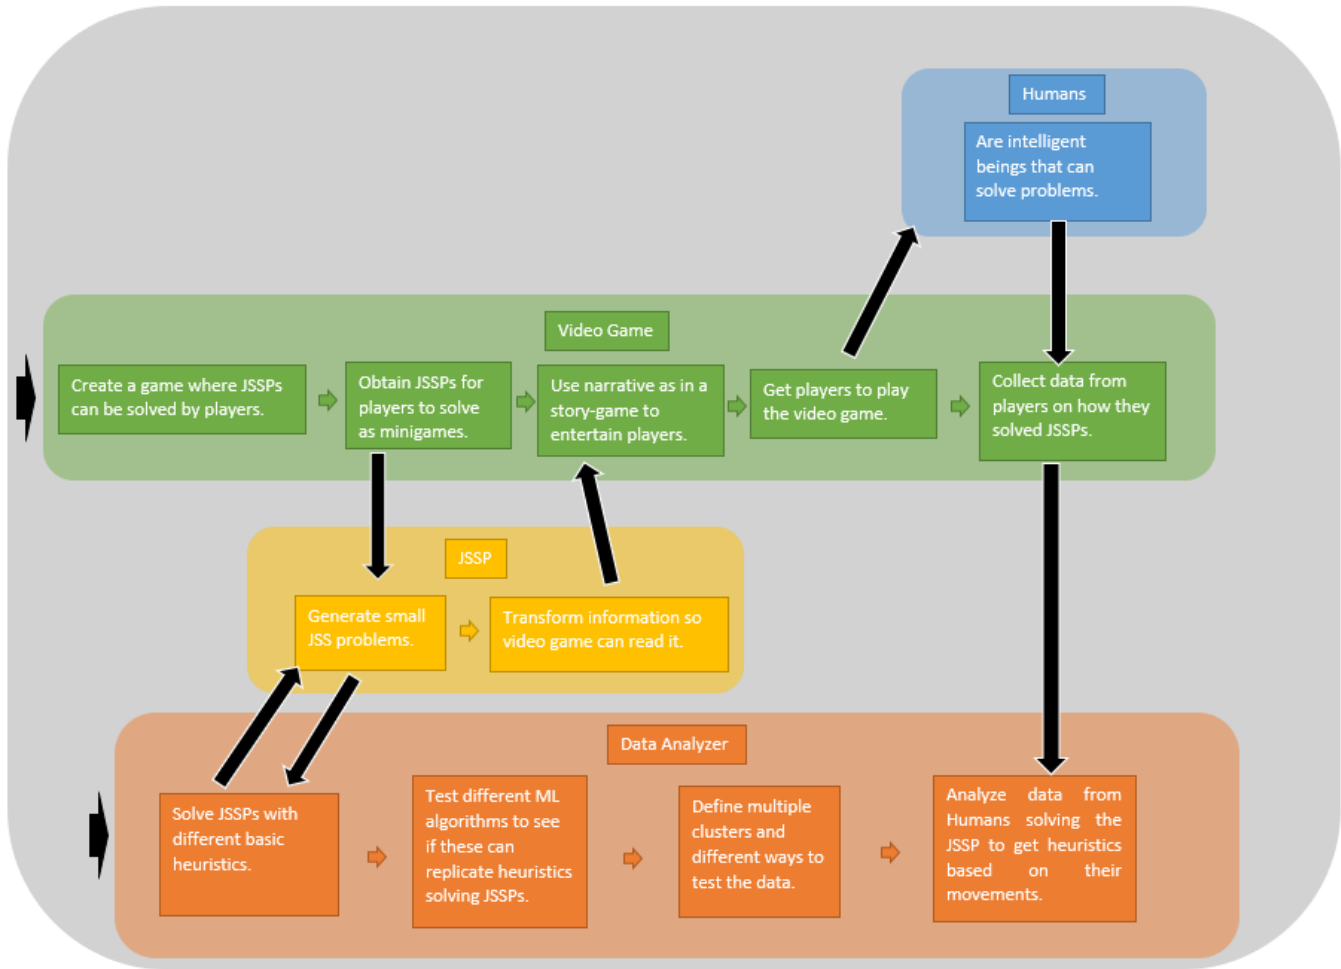 Humans
Are intelligent
beings that can
solve problems.
Video Game
Create a game where JSSPs
can be solved by players.
Obtain JSSPs for
players to solve
as minigames.
Use narrative as in a
story-game to
entertain players.
Get players to play
the video game.
Collect data from
players on how they
solved JSSPs.
JSSP
Generate small
JSS problems.
Transform information so
video game can read it.
Data Analyzer
Solve JSSPs with
different basic
heuristics.
Test different ML
algorithms to see
if these can
replicate heuristics
solving JSSPs.
Define multiple
clusters and
different ways to
test the data.
Analyze data from
Humans solving the
JSSP to get heuristics
based on their
movements.